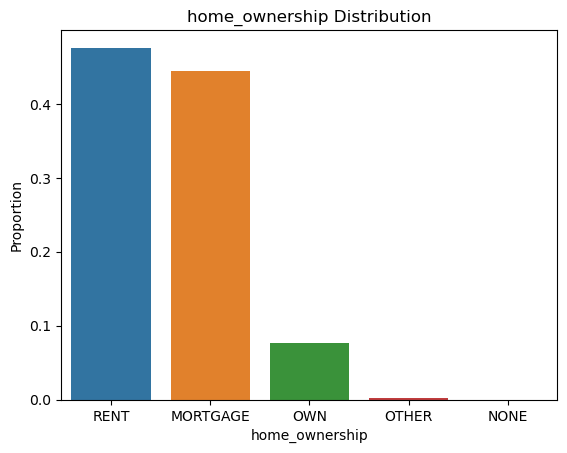 home_ownership Distribution
Proportion
0.4
0.3
0.2
0.1
0.0
RENT MORTGAGE OWN OTHER NONE
home_ownership